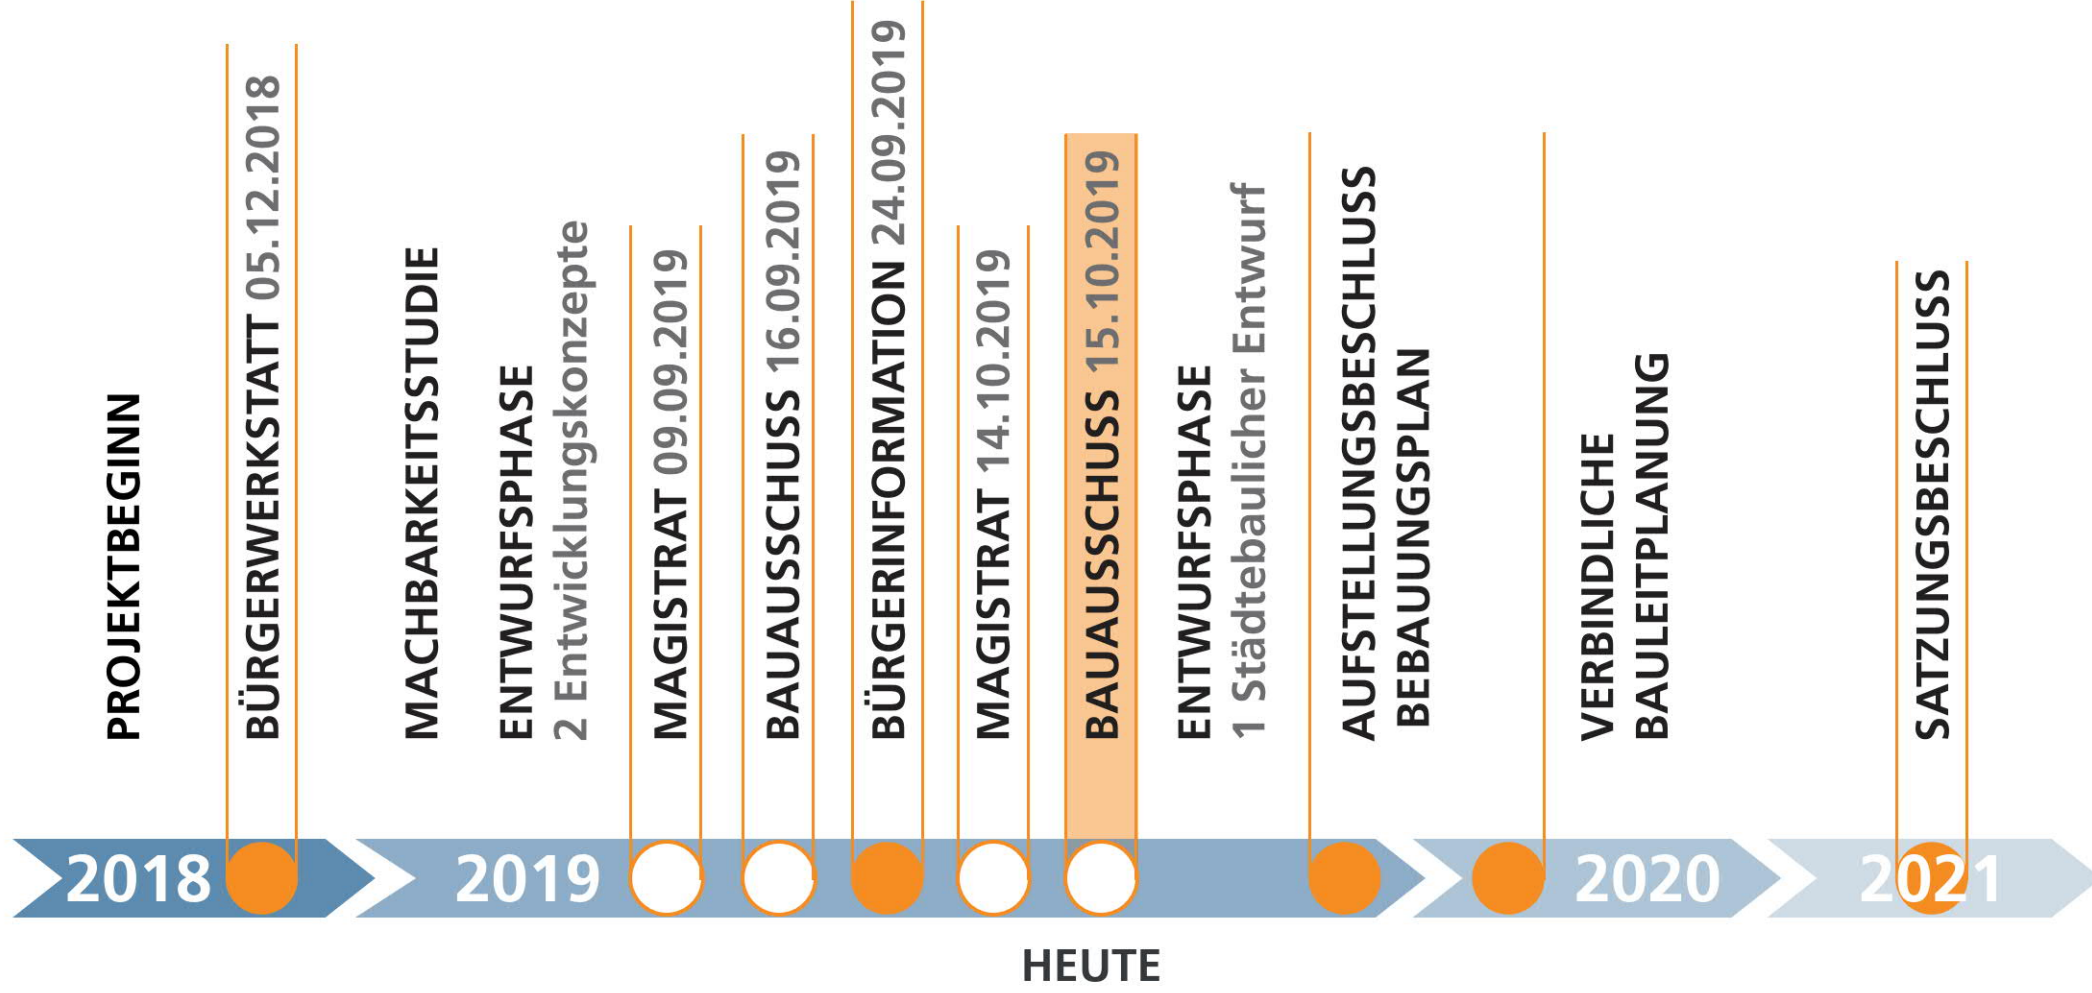 PROJEKTBEGINN
BÜRGERWERKSTATT 05.12.2018
MACHBARKEITSSTUDIE
ENTWURFSPHASE
2 Entwicklungskonzepte
MAGISTRAT 09.09.2019
BAUAUSSCHUSS 16.09.2019
BÜRGERINFORMATION 24.09.2019
MAGISTRAT 14.10.2019
BAUAUSSCHUSS 15.10.2019
ENTWURFSPHASE
1 Städtebaulicher Entwurf
AUFSTELLUNGSBESCHLUSS
BEBAUUNGSPLAN
VERBINDLICHE
BAULEITPLANUNG
SATZUNGSBESCHLUSS
2018
2019
2020
2021
HEUTE